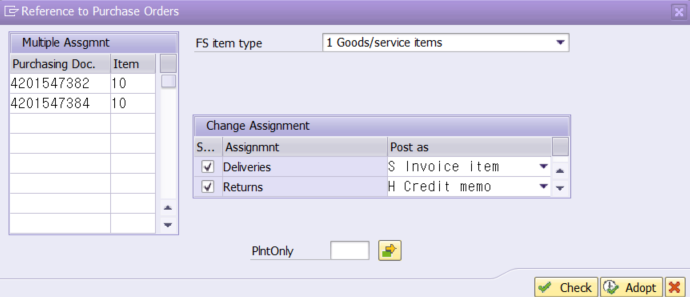 Reference to Purchase Orders
Multiple Assgmnt
Purchasing Doc. Item
4201547382 10
4201547384 10
FS item type 1 Goods/service items
Change Assignment
S... Assignmnt Post as
Deliveries S Invoice item
Returns H Credit memo
PlntOnly
Check Adopt